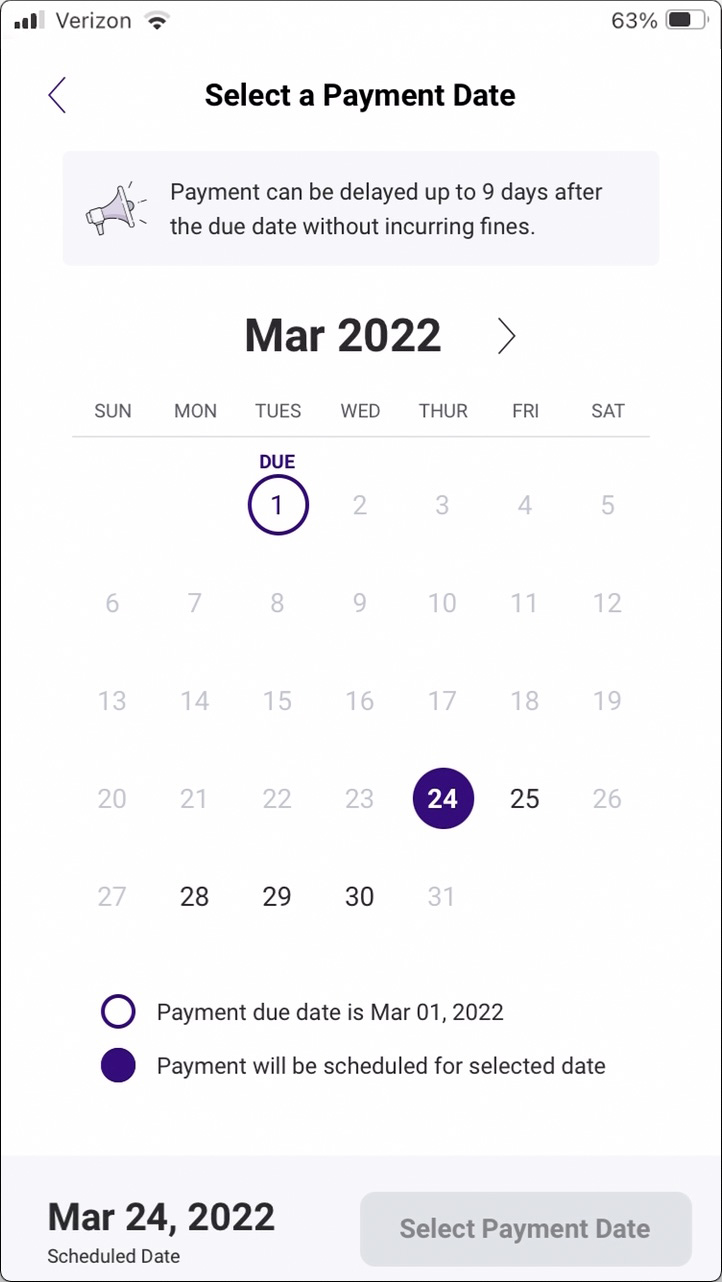 Verizon 63%
Select a Payment Date
Payment can be delayed up to 9 days after
the due date without incurring fines.
Mar 2022
SUN MON TUES WED THUR FRI SAT
DUE
1 2 3 4 5
6 7 8 9 10 11 12
13 14 15 16 17 18 19
20 21 22 23 24 25 26
27 28 29 30 31
Payment due date is Mar 01, 2022
Payment will be scheduled for selected date
Mar 24, 2022
Scheduled Date
Select Payment Date